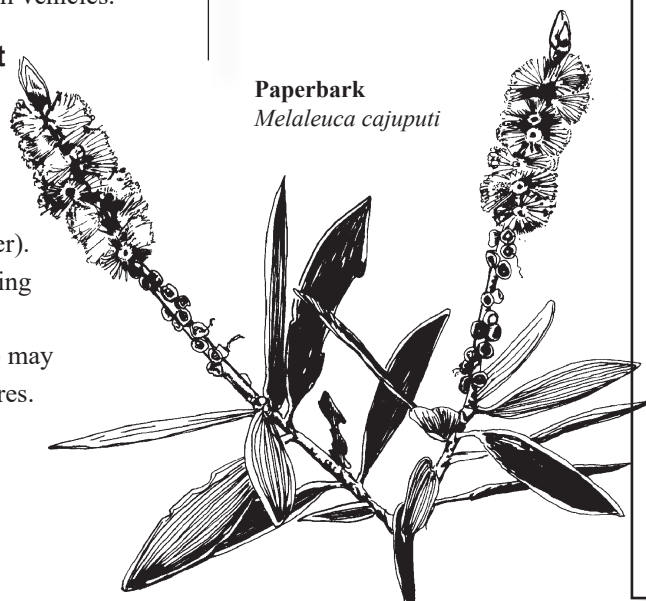 vehicles.
t
er).
ing
may
res.
Paperbark
Melaleuca cajuputi